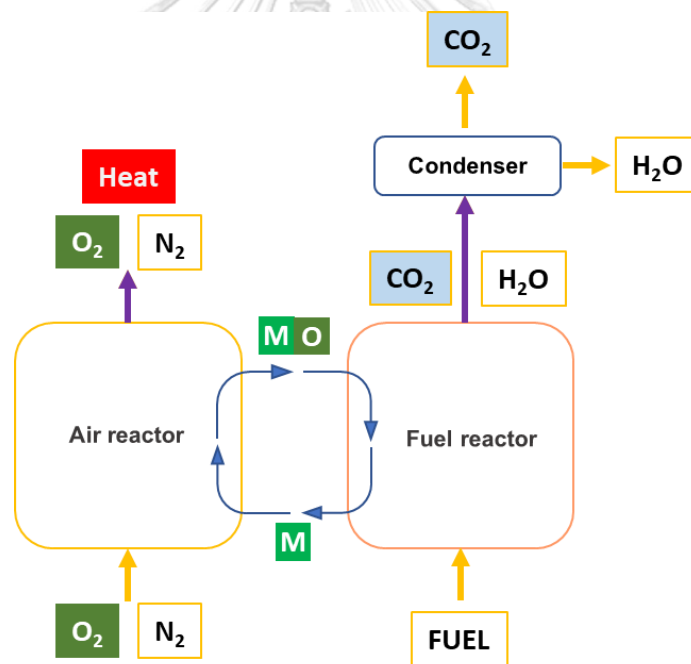 CO₂
Condenser
H₂O
Heat
O₂ N₂
CO₂ H₂O
M O
Air reactor
Fuel reactor
M
O₂ N₂
FUEL